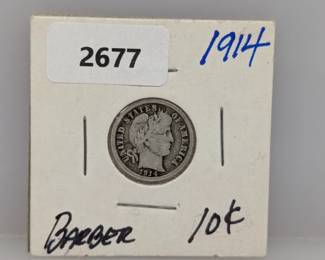 2677
1914
UNITED STATES OF AMERICA
1914
BARBER 10¢